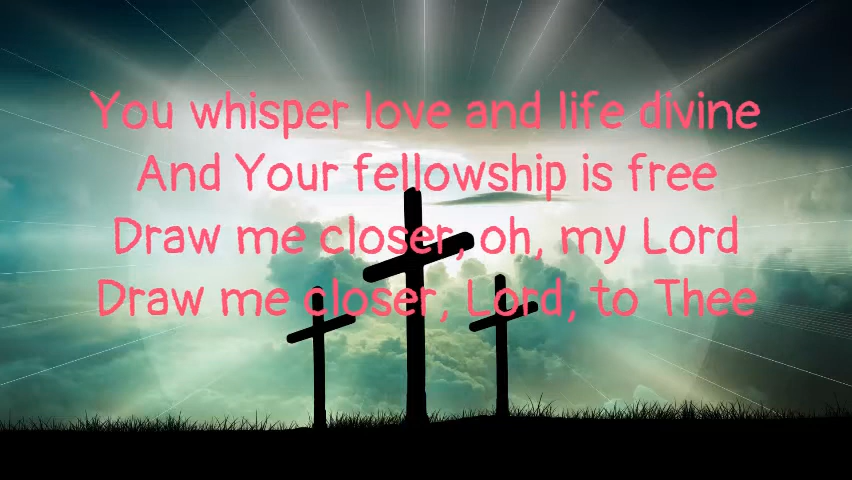 You whisper love and life divine
And Your fellowship is free
Draw me closer, oh, my Lord
Draw me closer, Lord, to Thee